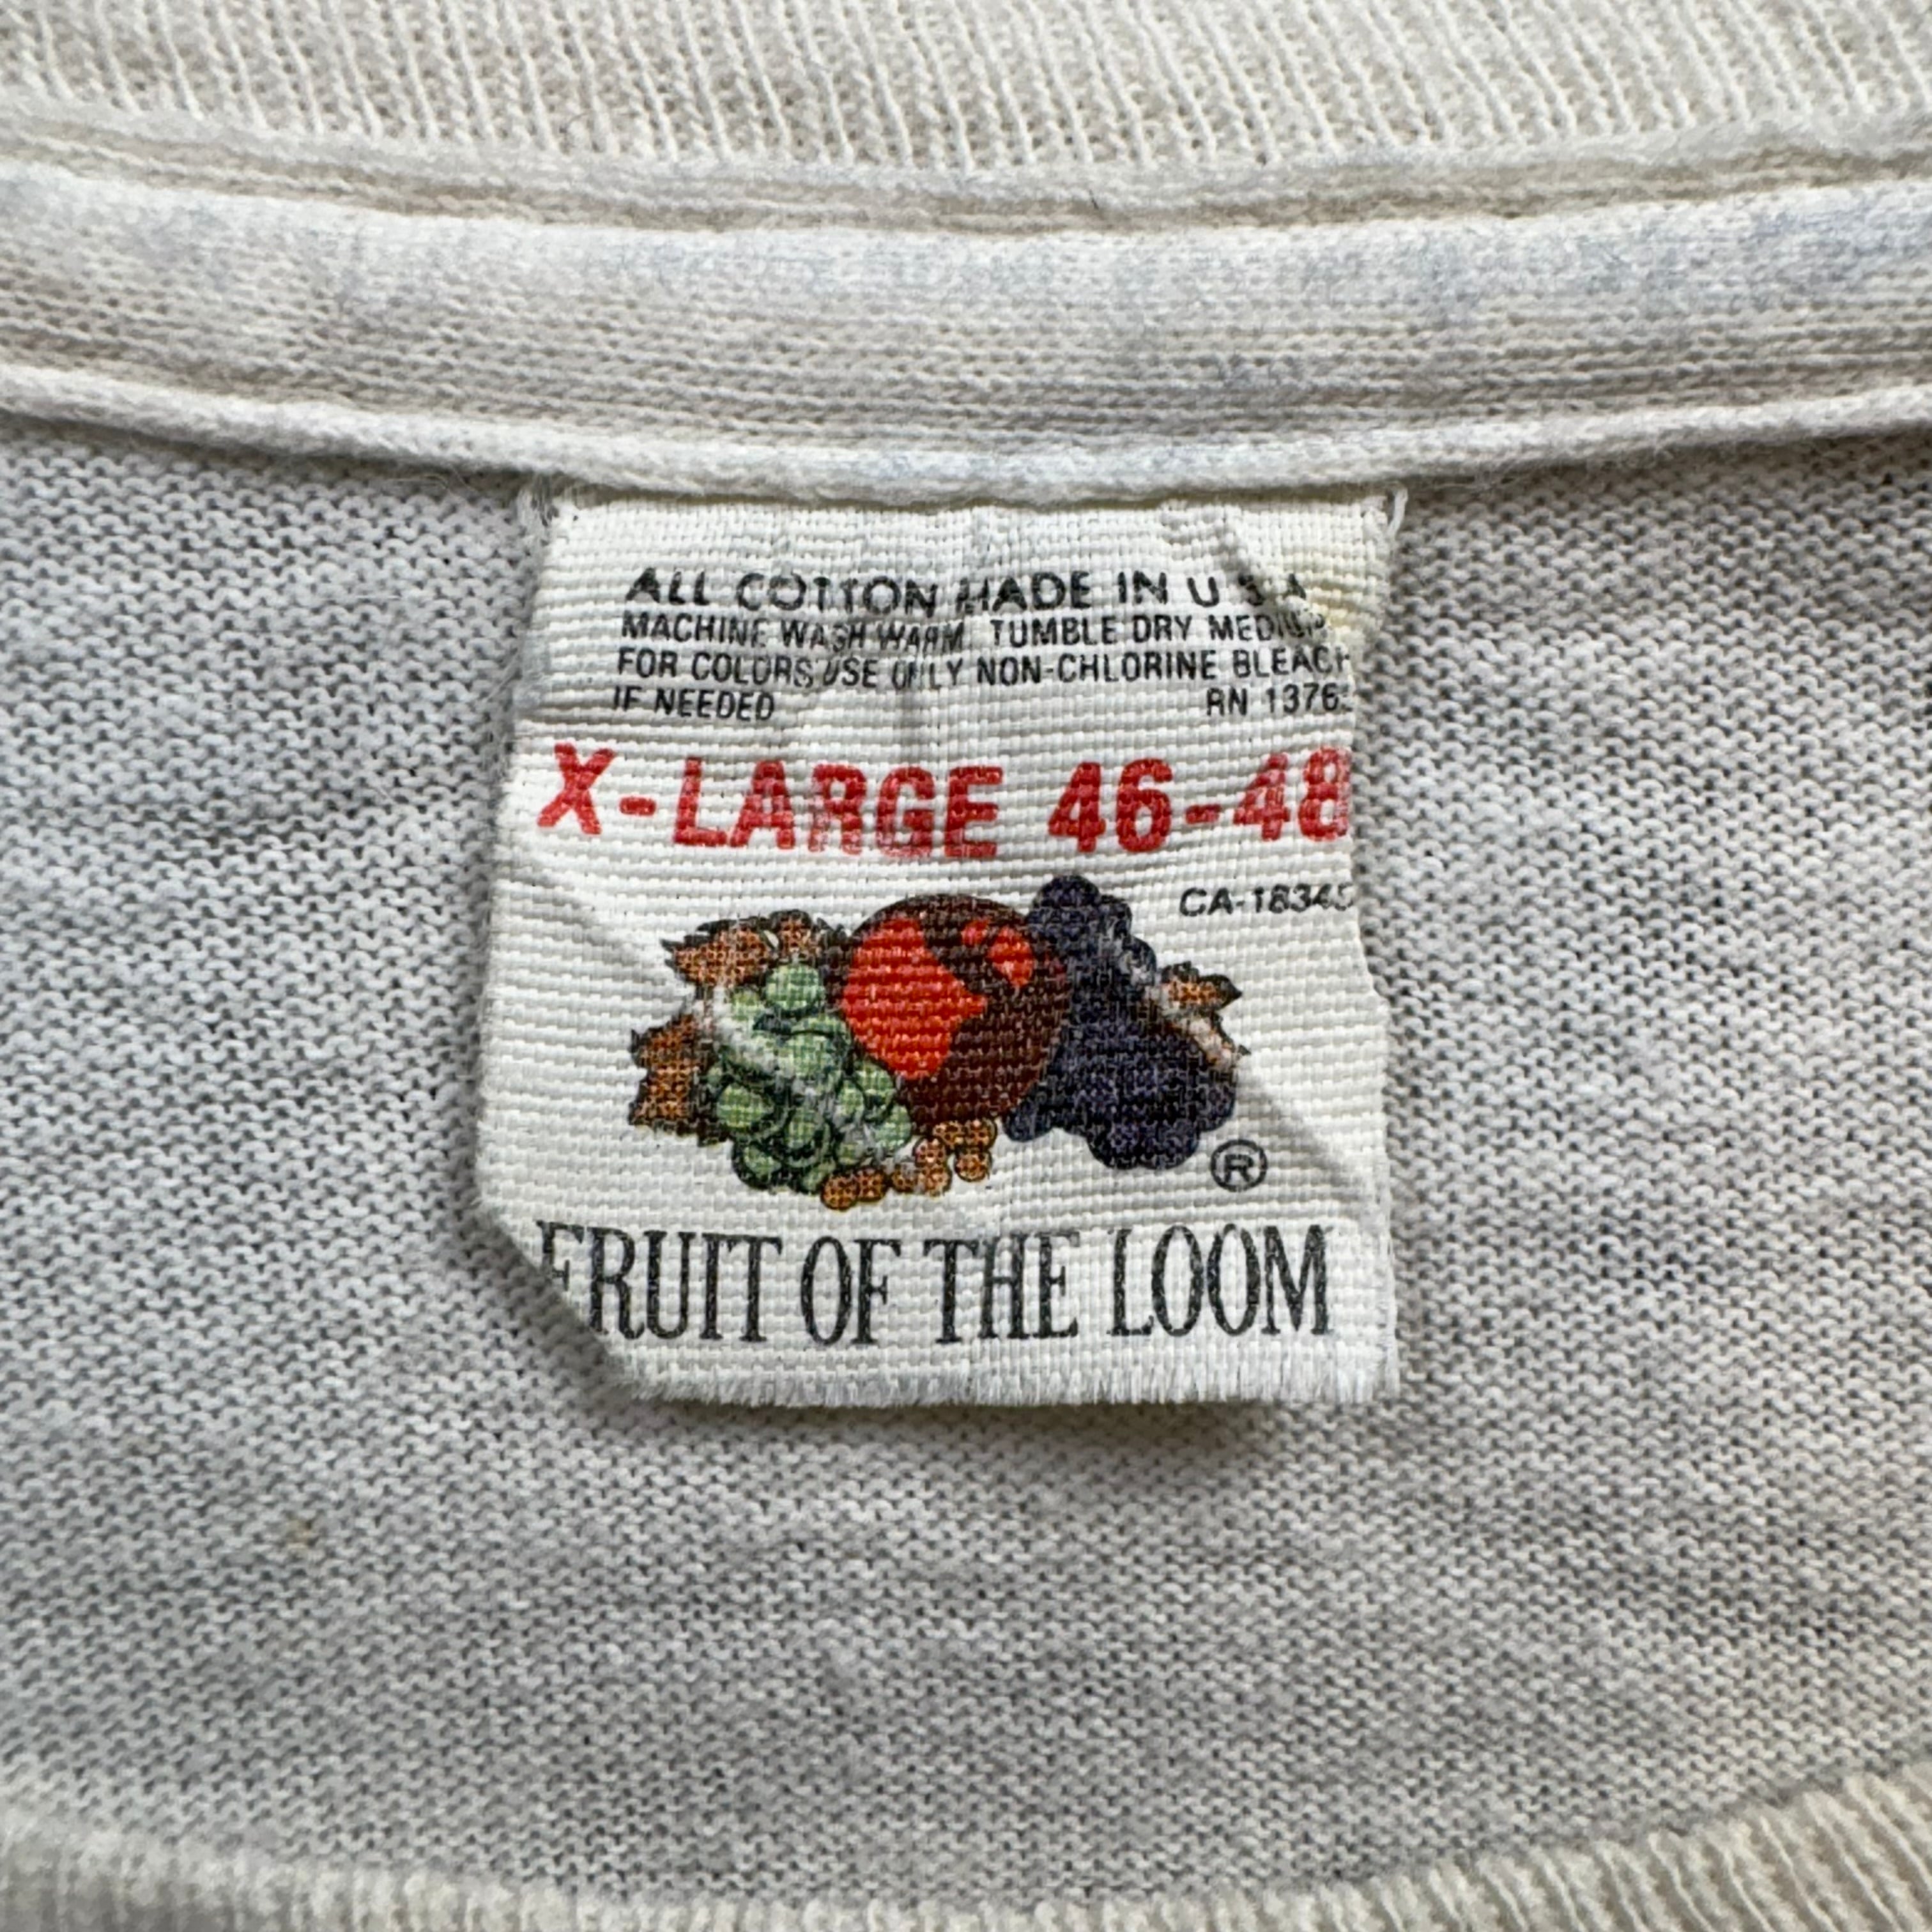 ALL COTTON MADE IN U S A
MACHINE WASH WARM TUMBLE DRY MEDIUM
FOR COLORS USE ONLY NON-CHLORINE BLEACH
IF NEEDED RN 1376
X-LARGE 46-48
CA-18345
®
FRUIT OF THE LOOM